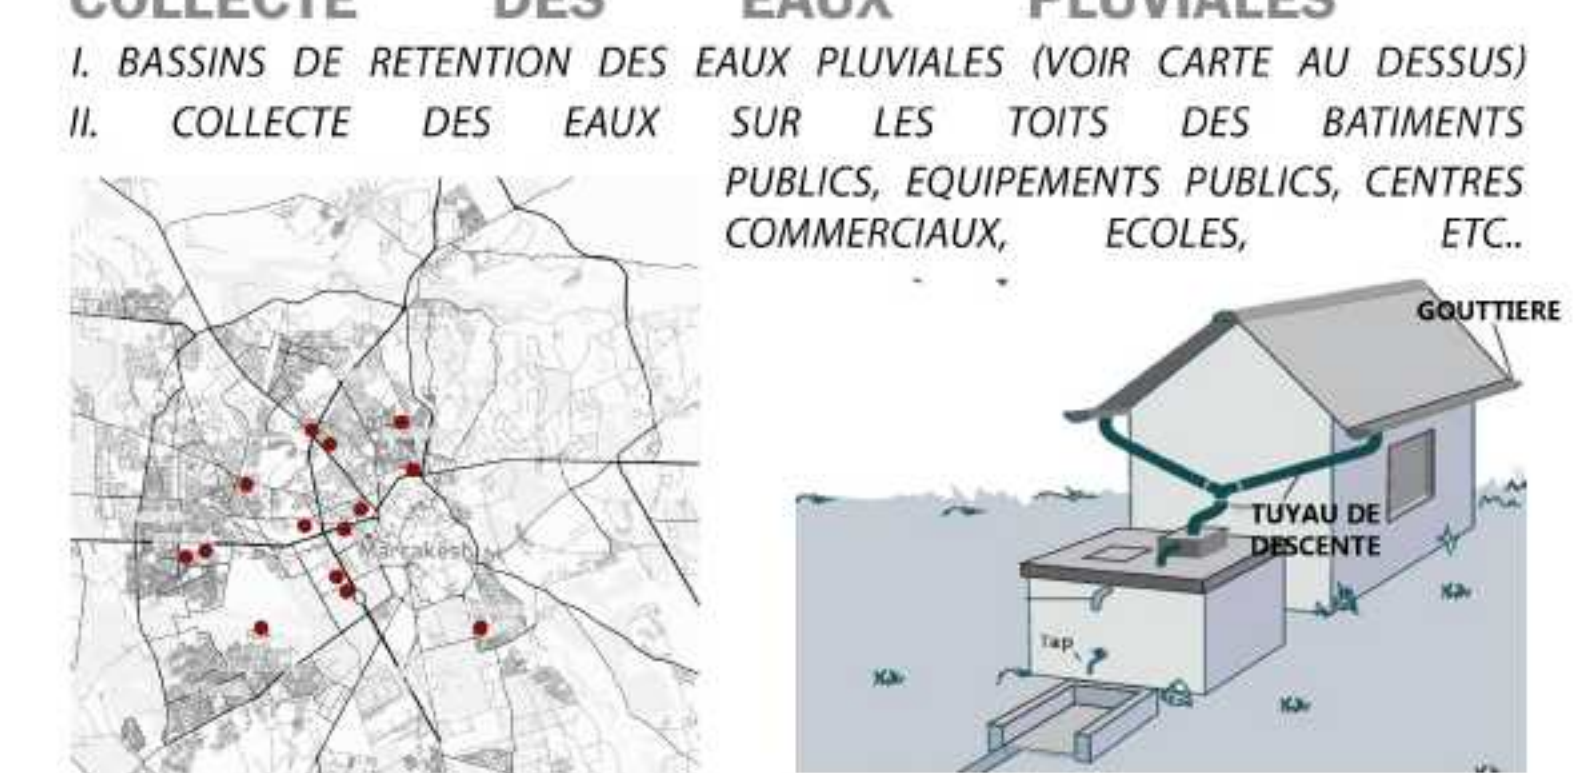 COLLECTE DES EAUX PLUVIALES
I. BASSINS DE RETENTION DES EAUX PLUVIALES (VOIR CARTE AU DESSUS)
II. COLLECTE DES EAUX SUR LES TOITS DES BATIMENTS
PUBLICS, EQUIPEMENTS PUBLICS, CENTRES
COMMERCIAUX, ECOLES, ETC..
GOUTTIERE
TUYAU DE
DESCENTE
Marrakesh
Tap